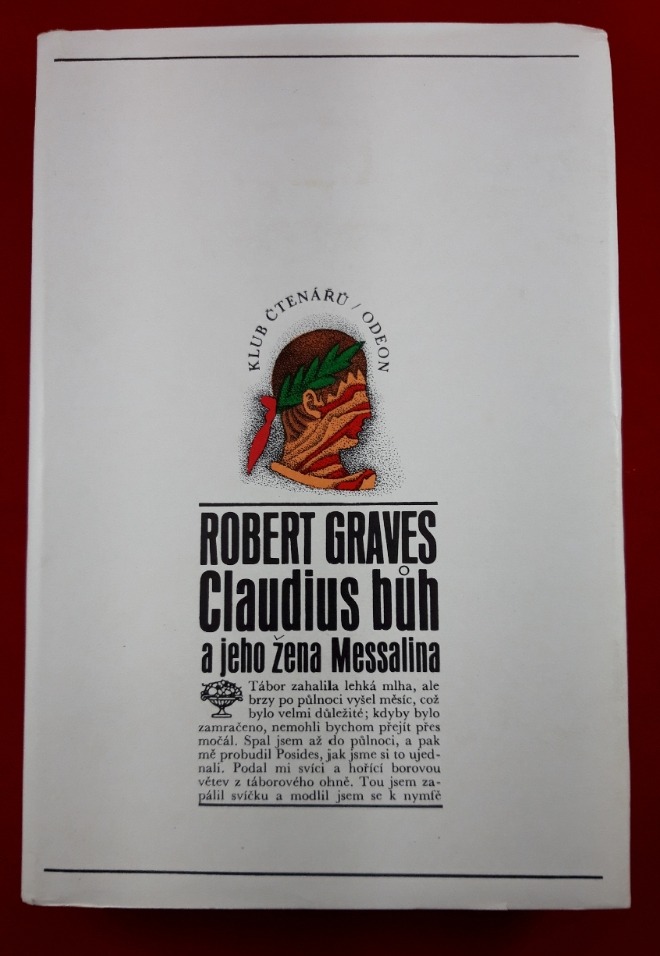 KLUB ČTENÁŘŮ / ODEON
ROBERT GRAVES
Claudius bůh
a jeho žena Messalina
Tábor zahalila lehká mlha, ale
brzy po půlnoci vyšel měsíc, což
bylo velmi důležité; kdyby bylo
zamračeno, nemohli bychom přejít přes
močál. Spal jsem až do půlnoci, a pak
mě probudil Posides, jak jsme si to ujed-
nali. Podal mi svíci a hořící borovou
větev z táborového ohně. Tou jsem za-
pálil svíčku a modlil jsem se k nymfě